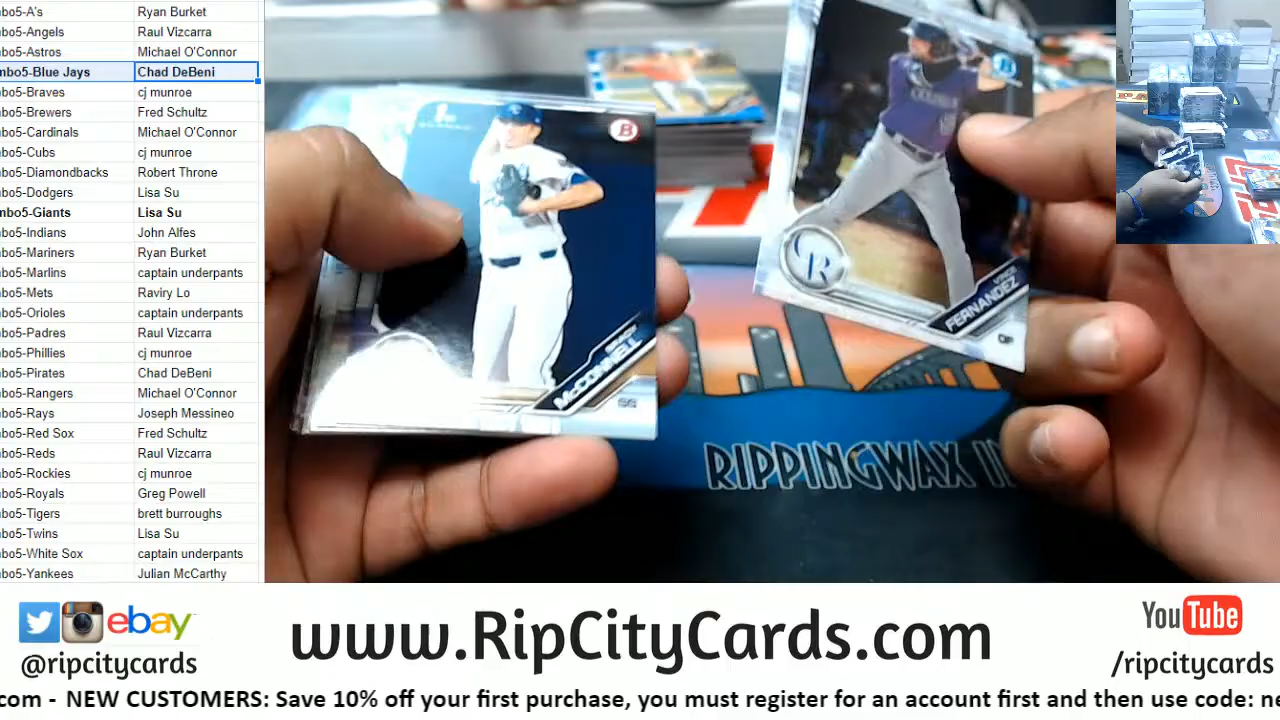 mbo5-A's Ryan Burket
mbo5-Angels Raul Vizcarra
mbo5-Astros Michael O'Connor
mbo5-Blue Jays Chad DeBeni
mbo5-Braves cj munroe
mbo5-Brewers Fred Schultz
mbo5-Cardinals Michael O'Connor
mbo5-Cubs cj munroe
mbo5-Diamondbacks Robert Throne
mbo5-Dodgers Lisa Su
mbo5-Giants Lisa Su
mbo5-Indians John Alfes
mbo5-Mariners Ryan Burket
mbo5-Marlins captain underpants
mbo5-Mets Raviry Lo
mbo5-Orioles captain underpants
mbo5-Padres Raul Vizcarra
mbo5-Phillies cj munroe
mbo5-Pirates Chad DeBeni
mbo5-Rangers Michael O'Connor
mbo5-Rays Joseph Messineo
mbo5-Red Sox Fred Schultz
mbo5-Reds Raul Vizcarra
mbo5-Rockies cj munroe
mbo5-Royals Greg Powell
mbo5-Tigers brett burroughs
mbo5-Twins Lisa Su
mbo5-White Sox captain underpants
mbo5-Yankees Julian McCarthy
B
McCONNELL
SS
B
CR
FERNANDEZ
OF
RIPPINGWAX
ebay
@ripcitycards
www.RipCityCards.com
YouTube
/ripcitycards
.com - NEW CUSTOMERS: Save 10% off your first purchase, you must register for an account first and then use code: